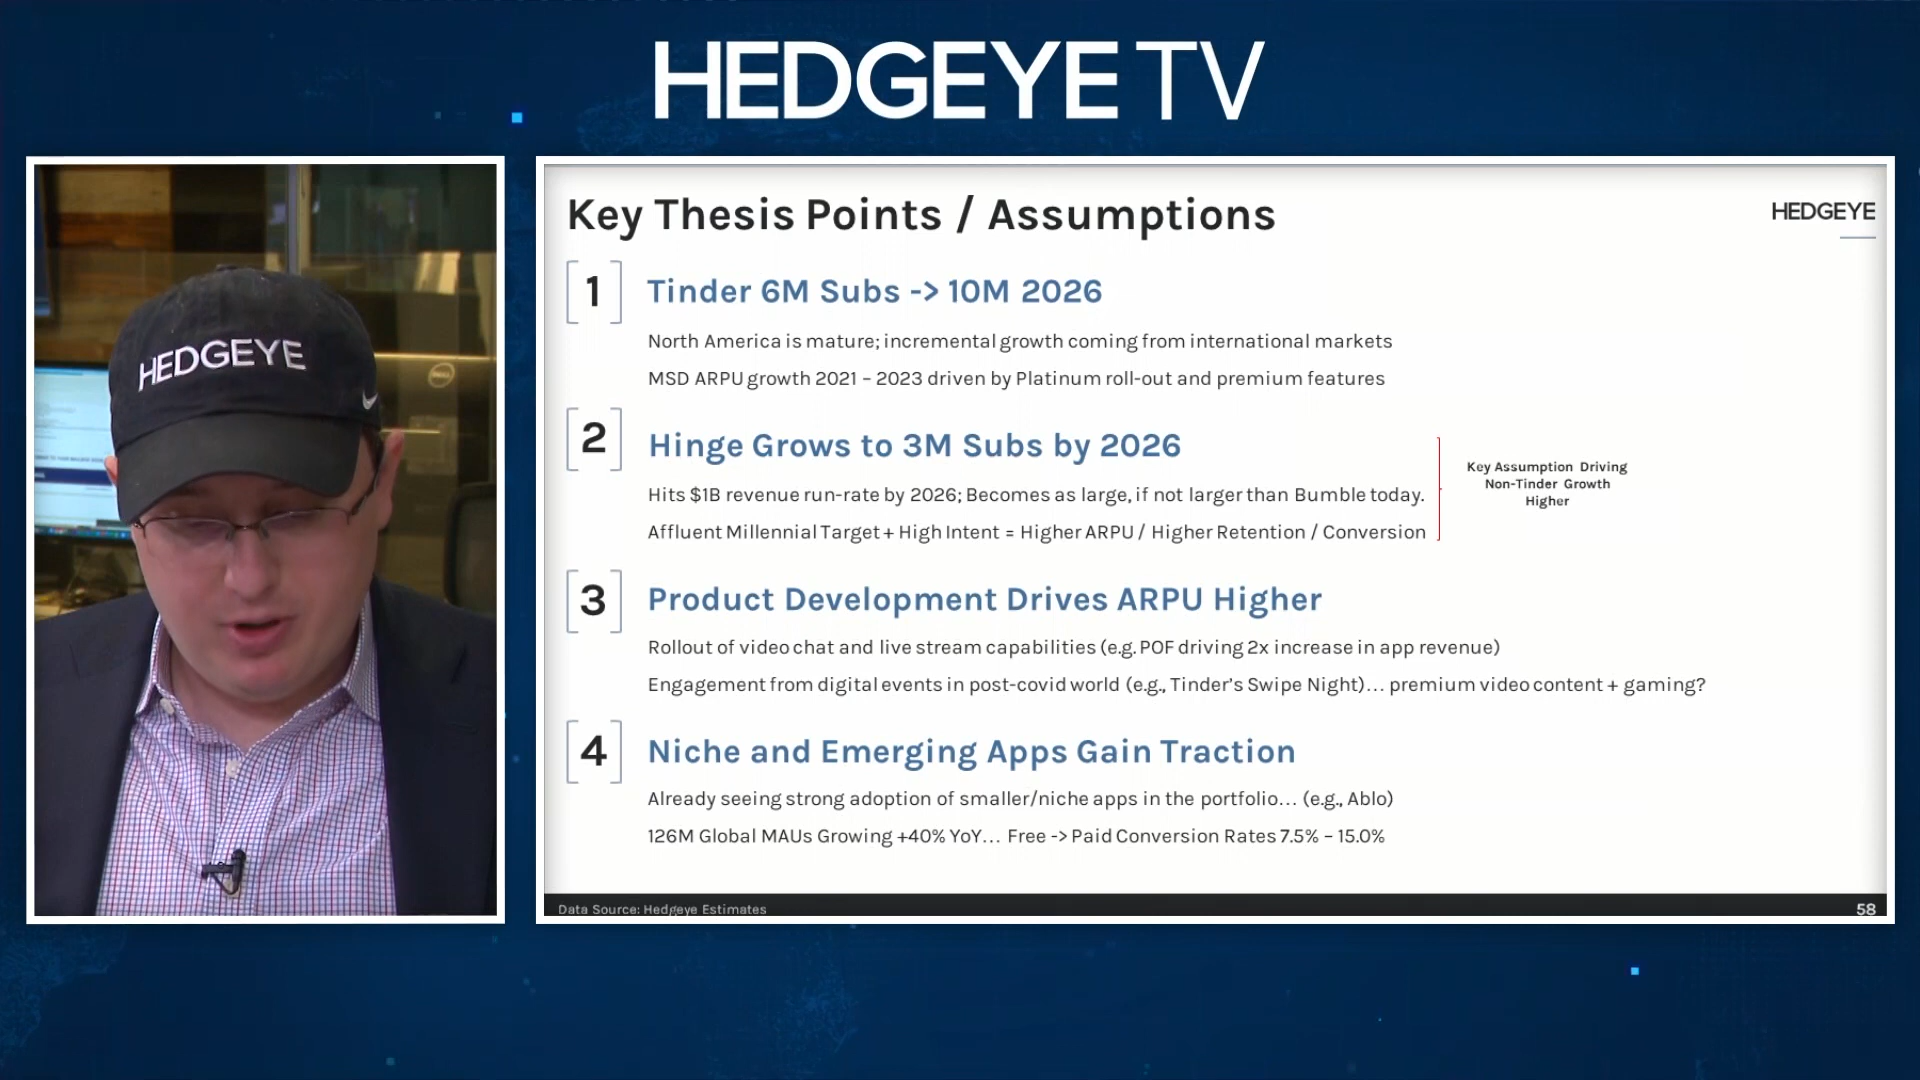 HEDGEYE TV
HEDGEYE
Key Thesis Points / Assumptions
HEDGEYE
1
Tinder 6M Subs -> 10M 2026
North America is mature; incremental growth coming from international markets
MSD ARPU growth 2021 – 2023 driven by Platinum roll-out and premium features
2
Hinge Grows to 3M Subs by 2026
Hits $1B revenue run-rate by 2026; Becomes as large, if not larger than Bumble today.
Affluent Millennial Target + High Intent = Higher ARPU / Higher Retention / Conversion
Key Assumption Driving
Non-Tinder Growth
Higher
3
Product Development Drives ARPU Higher
Rollout of video chat and live stream capabilities (e.g. POF driving 2x increase in app revenue)
Engagement from digital events in post-covid world (e.g., Tinder's Swipe Night)… premium video content + gaming?
4
Niche and Emerging Apps Gain Traction
Already seeing strong adoption of smaller/niche apps in the portfolio… (e.g., Ablo)
126M Global MAUs Growing +40% YoY… Free -> Paid Conversion Rates 7.5% – 15.0%
Data Source: Hedgeye Estimates
58